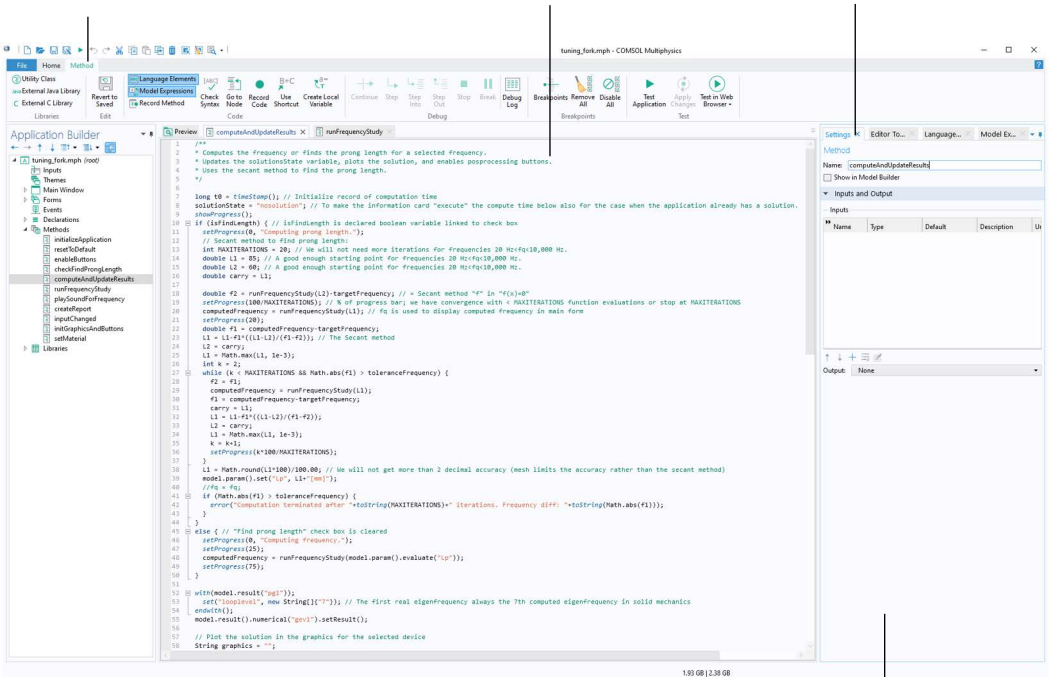 tuning_fork.mph - COMSOL Multiphysics
File Home Method
Utility Class
External Java Library
External C Library
Libraries
Revert to Saved
Edit
Language Elements
Model Expressions
Record Method
Check Syntax
Go to Node
Record Code
Use Shortcut
Create Local Variable
Code
Continue
Step
Step Into
Step Out
Stop
Break
Debug Log
Debug
Breakpoints
Remove All
Disable All
Breakpoints
Test Application
Apply Changes
Test in Web Browser
Test
Application Builder
tuning_fork.mph (root)
Inputs
Themes
Main Window
Forms
Events
Declarations
Methods
initializeApplication
resetToDefault
enableButtons
checkFindProngLength
computeAndUpdateResults
runFrequencyStudy
playSoundForFrequency
createReport
inputChanged
initGraphicsAndButtons
setMaterial
Libraries
Preview computeAndUpdateResults runFrequencyStudy
1 /**
2 * Computes the frequency or finds the prong length for a selected frequency.
3 * Updates the solutionsState variable, plots the solution, and enables posprocessing buttons.
4 * Uses the secant method to find the prong length.
5 */
6
7 long t0 = timeStamp(); // Initialize record of computation time
8 solutionState = "nosolution"; // To make the information card "execute" the compute time below also for the case when the application already has a solution.
9 showProgress();
10 if (isFindLength) { // isFindLength is declared boolean variable linked to check box
11 setProgress(0, "Computing prong length.");
12 // Secant method to find prong length:
13 int MAXITERATIONS = 20; // We will not need more iterations for frequencies 20 Hz<fq<10,000 Hz.
14 double L1 = 85; // A good enough starting point for frequencies 20 Hz<fq<10,000 Hz.
15 double L2 = 60; // A good enough starting point for frequencies 20 Hz<fq<10,000 Hz.
16 double carry = L1;
17
18 double f2 = runFrequencyStudy(L2)-targetFrequency; // = Secant method "f" in "f(x)=0"
19 setProgress(100/MAXITERATIONS); // % of progress bar; we have convergence with < MAXITERATIONS function evaluations or stop at MAXITERATIONS
20 computedFrequency = runFrequencyStudy(L1); // fq is used to display computed frequency in main form
21 setProgress(20);
22 double f1 = computedFrequency-targetFrequency;
23 L1 = L1-f1*((L1-L2)/(f1-f2)); // The Secant method
24 L2 = carry;
25 L1 = Math.max(L1, 1e-3);
26 int k = 2;
27 while (k < MAXITERATIONS && Math.abs(f1) > toleranceFrequency) {
28 f2 = f1;
29 computedFrequency = runFrequencyStudy(L1);
30 f1 = computedFrequency-targetFrequency;
31 carry = L1;
32 L1 = L1-f1*((L1-L2)/(f1-f2));
33 L2 = carry;
34 L1 = Math.max(L1, 1e-3);
35 k = k+1;
36 setProgress(k*100/MAXITERATIONS);
37 }
38 L1 = Math.round(L1*100)/100.00; // We will not get more than 2 decimal accuracy (mesh limits the accuracy rather than the secant method)
39 model.param().set("Lp", L1+"[mm]");
40 //fq = fq;
41 if (Math.abs(f1) > toleranceFrequency) {
42 error("Computation terminated after "+toString(MAXITERATIONS)+" iterations. Frequency diff: "+toString(Math.abs(f1)));
43 }
44 }
45 else { // "Find prong length" check box is cleared
46 setProgress(0, "Computing frequency.");
47 setProgress(25);
48 computedFrequency = runFrequencyStudy(model.param().evaluate("Lp"));
49 setProgress(75);
50 }
51
52 with(model.result("pg1"));
53 set("looplevel", new String[]{"7"}); // The first real eigenfrequency always the 7th computed eigenfrequency in solid mechanics
54 endwith();
55 model.result().numerical("gev1").setResult();
56
57 // Plot the solution in the graphics for the selected device
58 String graphics = "";
Settings Editor To... Language... Model Ex...
Method
Name: computeAndUpdateResults
Show in Model Builder
Inputs and Output
Inputs
Name Type Default Description
Output: None
1.93 GB | 2.38 GB